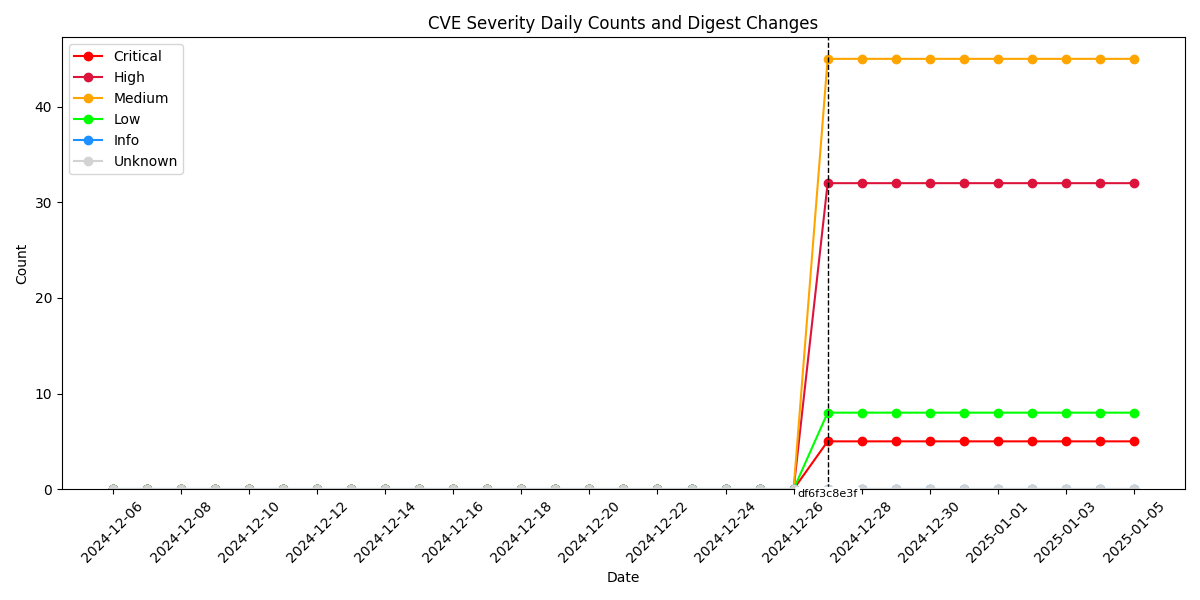 CVE Severity Daily Counts and Digest Changes
Critical
High
Medium
Low
Info
Unknown
Count
40
30
20
10
0
df6f3c8e3f
2024-12-06
2024-12-08
2024-12-10
2024-12-12
2024-12-14
2024-12-16
2024-12-18
2024-12-20
2024-12-22
2024-12-24
2024-12-26
2024-12-28
2024-12-30
2025-01-01
2025-01-03
2025-01-05
Date